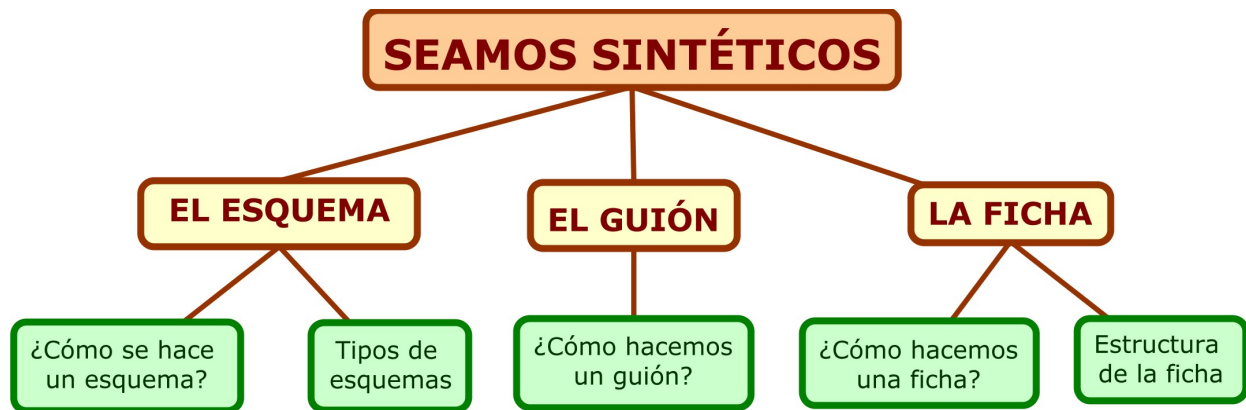 SEAMOS SINTÉTICOS
EL ESQUEMA
EL GUIÓN
LA FICHA
¿Cómo se hace
un esquema?
Tipos de
esquemas
¿Cómo hacemos
un guión?
¿Cómo hacemos
una ficha?
Estructura
de la ficha